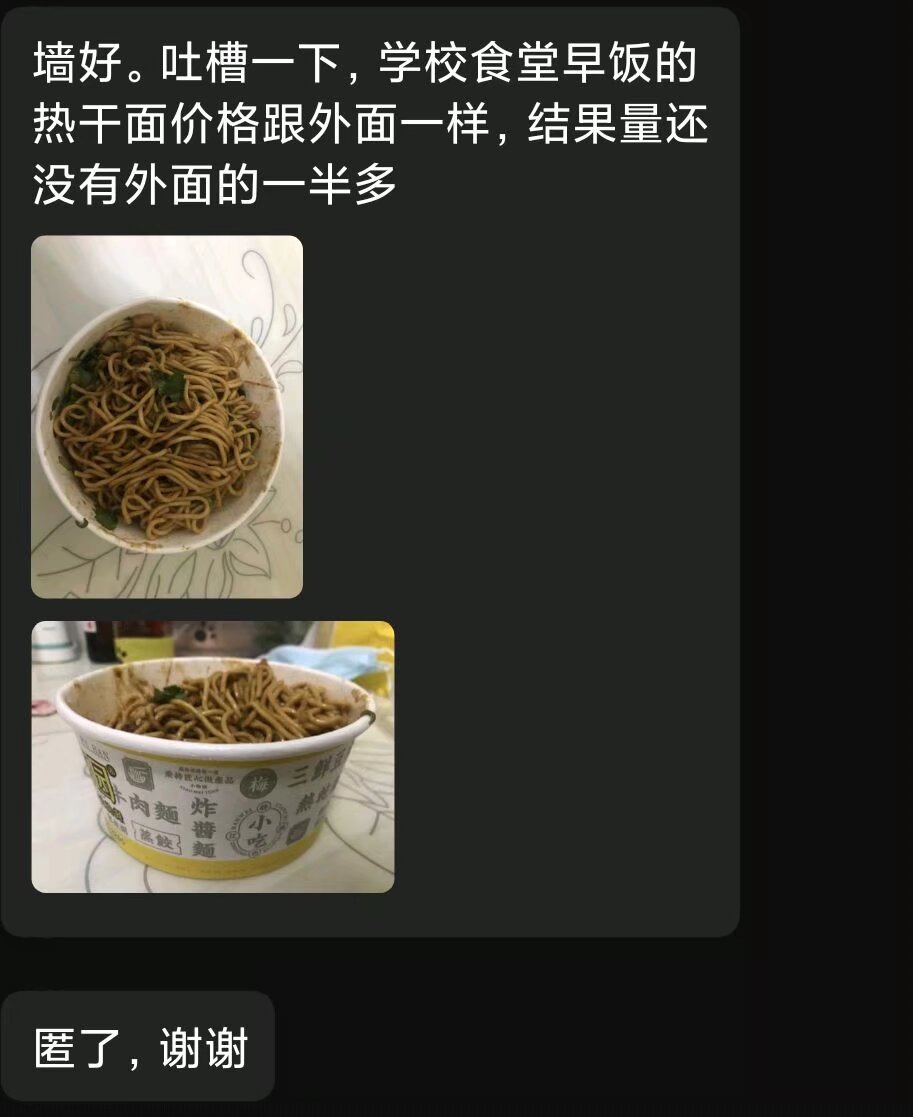 墙好。吐槽一下，学校食堂早饭的
热干面价格跟外面一样，结果量还
没有外面的一半多
梅
三鲜豆
牛肉麵
炸醬麵
蒸餃
小吃
匿了，谢谢